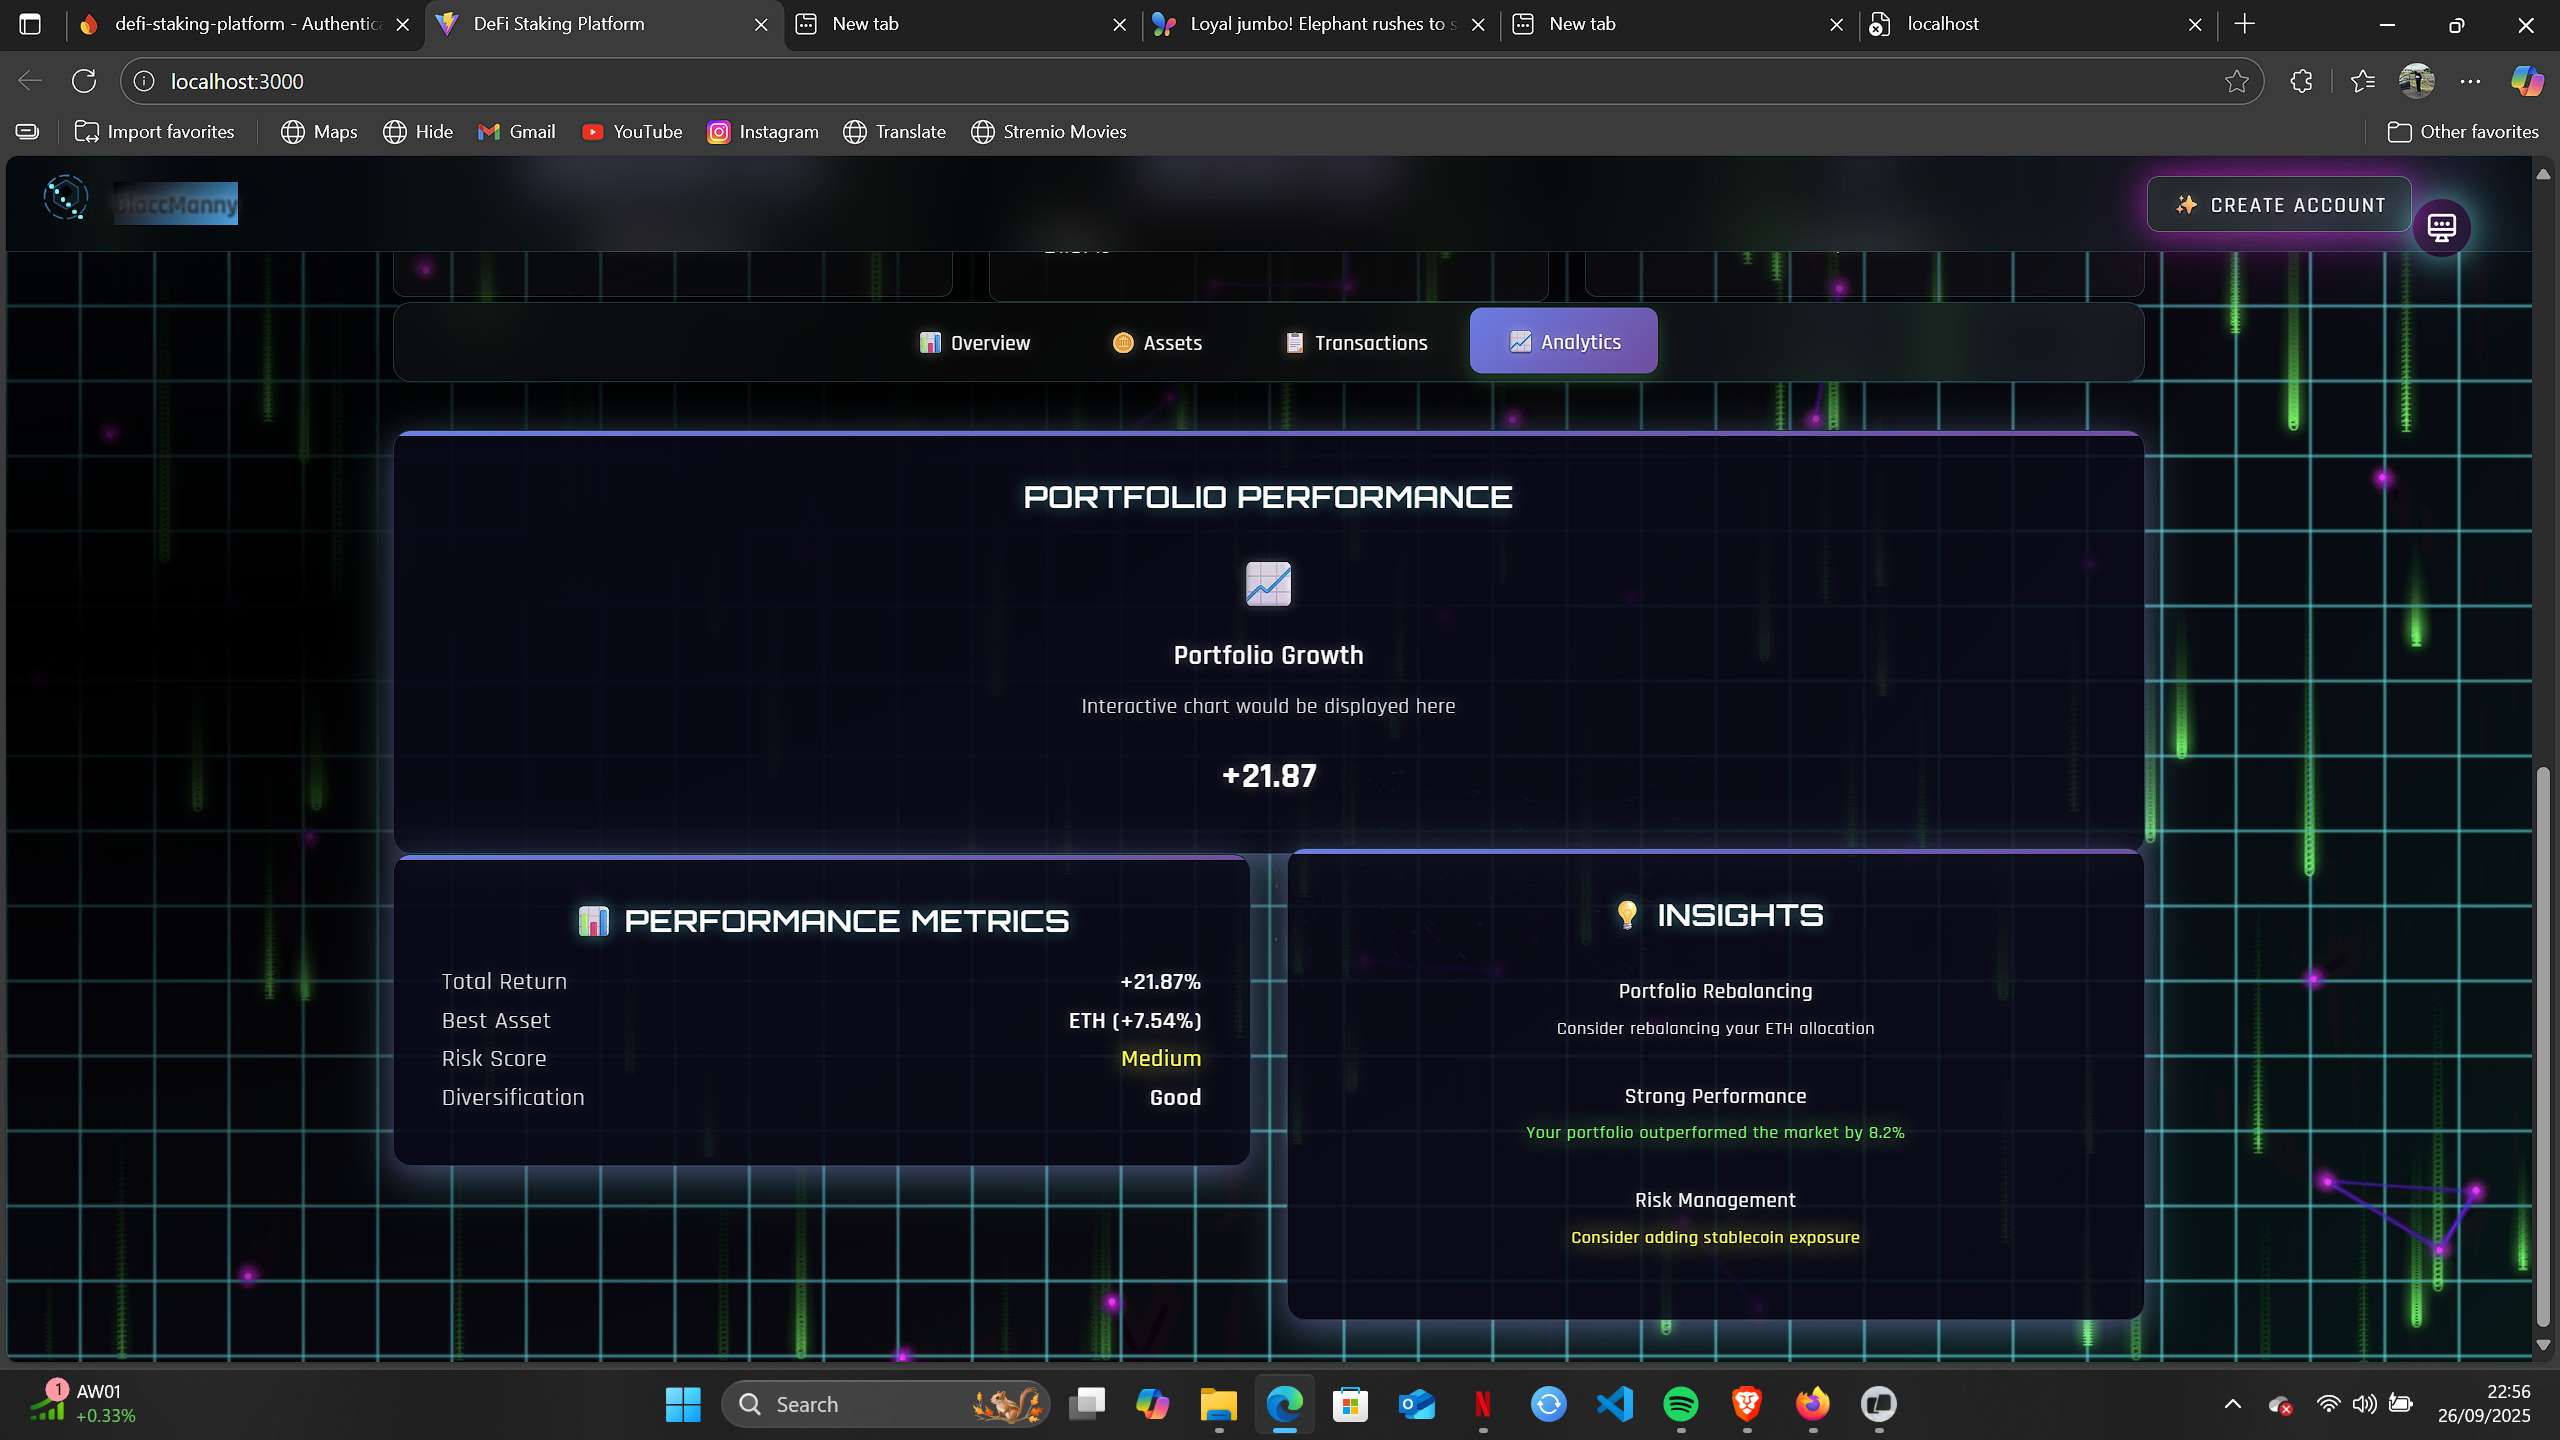 defi-staking-platform - Authentic
DeFi Staking Platform
New tab
Loyal jumbo! Elephant rushes to s
New tab
localhost
localhost:3000
Import favorites
Maps
Hide
Gmail
YouTube
Instagram
Translate
Stremio Movies
Other favorites
BlaccManny
✨ CREATE ACCOUNT
Overview
Assets
Transactions
Analytics
PORTFOLIO PERFORMANCE
Portfolio Growth
Interactive chart would be displayed here
+21.87
PERFORMANCE METRICS
Total Return +21.87%
Best Asset ETH (+7.54%)
Risk Score Medium
Diversification Good
INSIGHTS
Portfolio Rebalancing
Consider rebalancing your ETH allocation
Strong Performance
Your portfolio outperformed the market by 8.2%
Risk Management
Consider adding stablecoin exposure
1
AW01
+0.33%
Search
22:56
26/09/2025